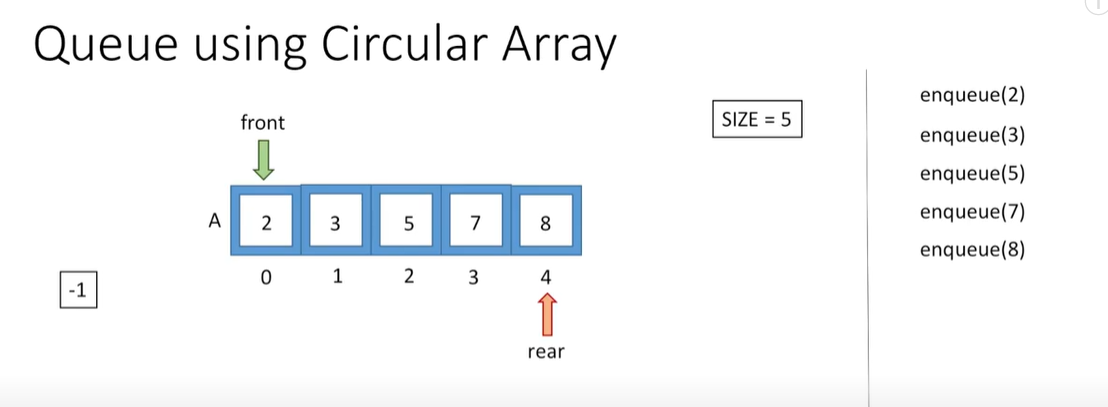 Queue using Circular Array
front
SIZE = 5
A 2 3 5 7 8
0 1 2 3 4
-1
rear
enqueue(2)
enqueue(3)
enqueue(5)
enqueue(7)
enqueue(8)